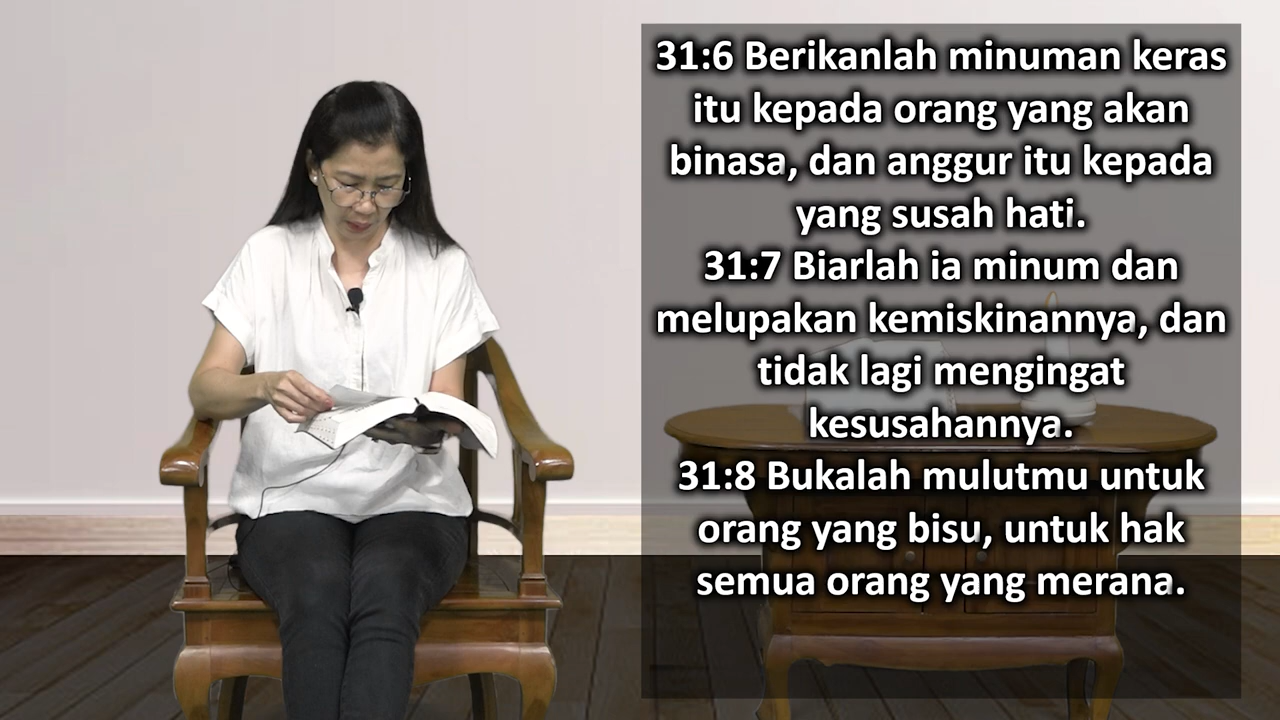 31:6 Berikanlah minuman keras
itu kepada orang yang akan
binasa, dan anggur itu kepada
yang susah hati.
31:7 Biarlah ia minum dan
melupakan kemiskinannya, dan
tidak lagi mengingat
kesusahannya.
31:8 Bukalah mulutmu untuk
orang yang bisu, untuk hak
semua orang yang merana.